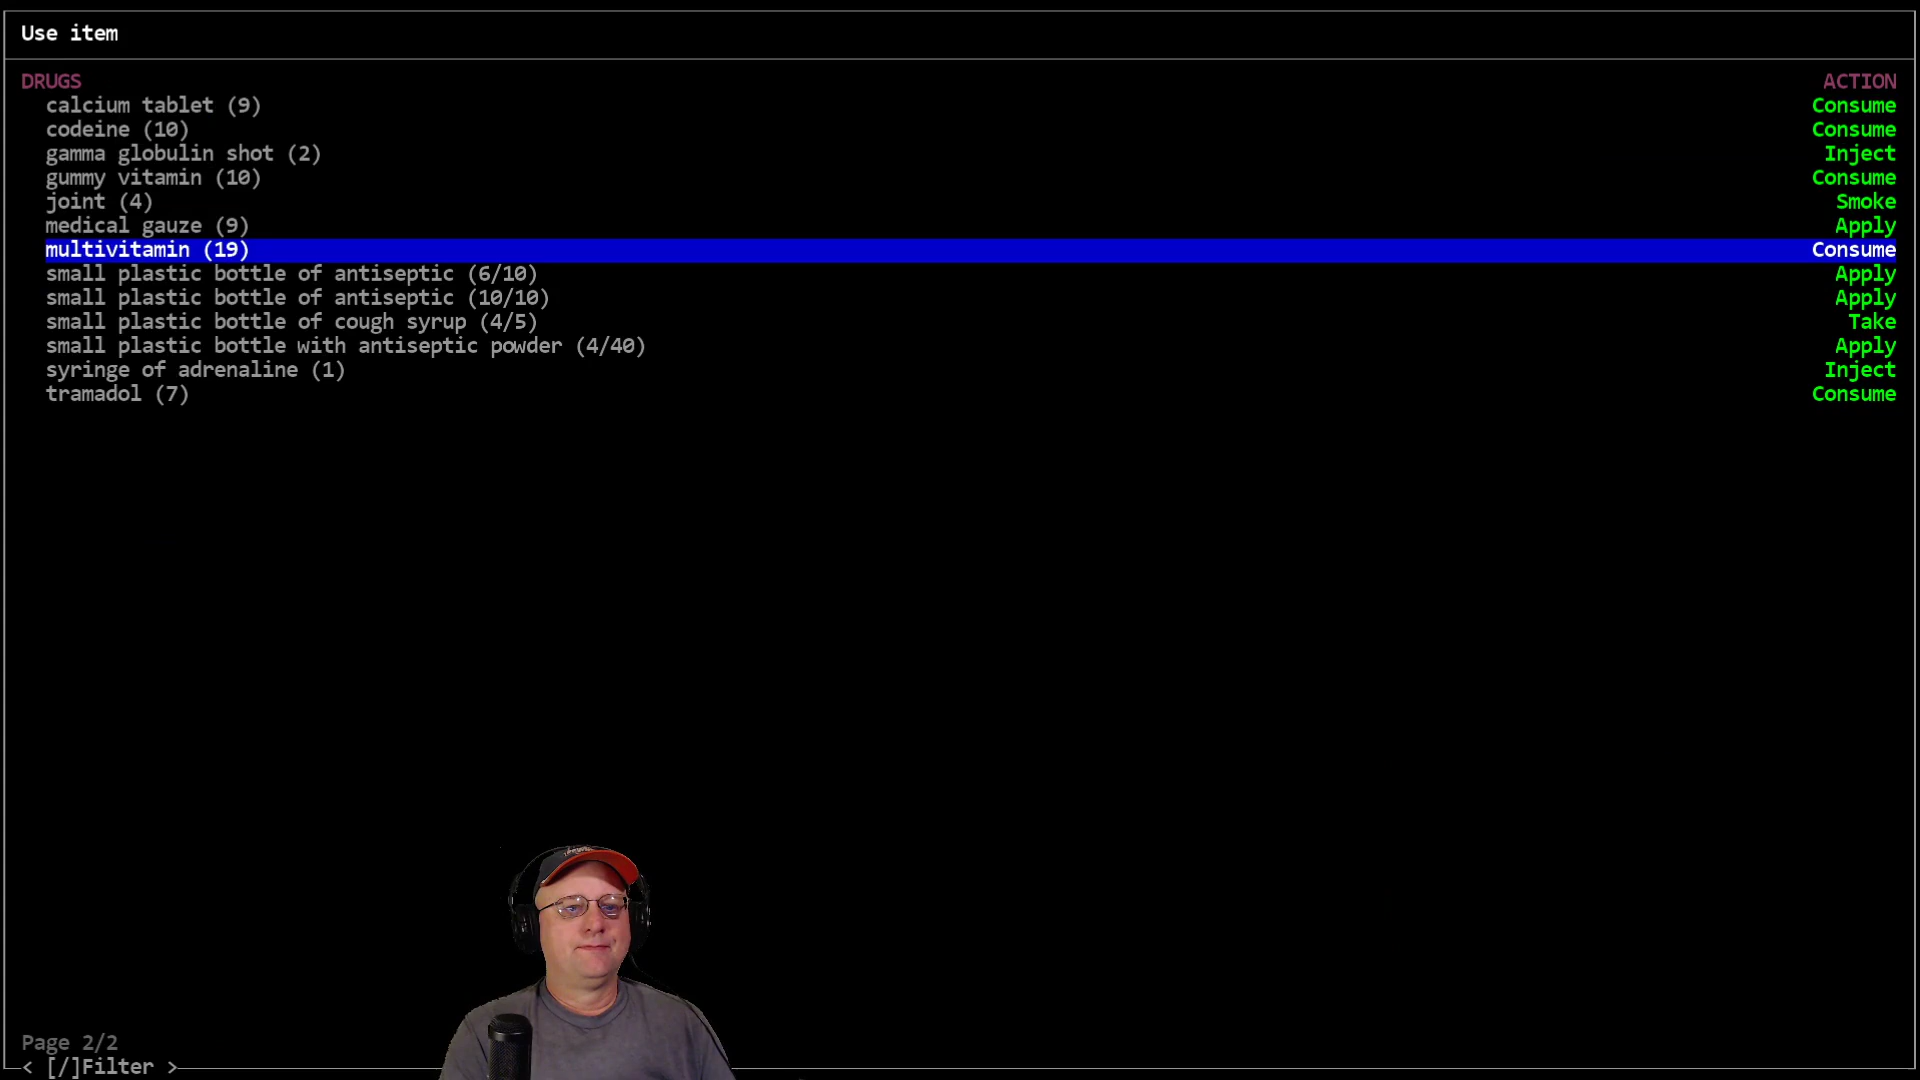 Use item
DRUGS ACTION
calcium tablet (9) Consume
codeine (10) Consume
gamma globulin shot (2) Inject
gummy vitamin (10) Consume
joint (4) Smoke
medical gauze (9) Apply
multivitamin (19) Consume
small plastic bottle of antiseptic (6/10) Apply
small plastic bottle of antiseptic (10/10) Apply
small plastic bottle of cough syrup (4/5) Take
small plastic bottle with antiseptic powder (4/40) Apply
syringe of adrenaline (1) Inject
tramadol (7) Consume
Page 2/2
< [/]Filter >